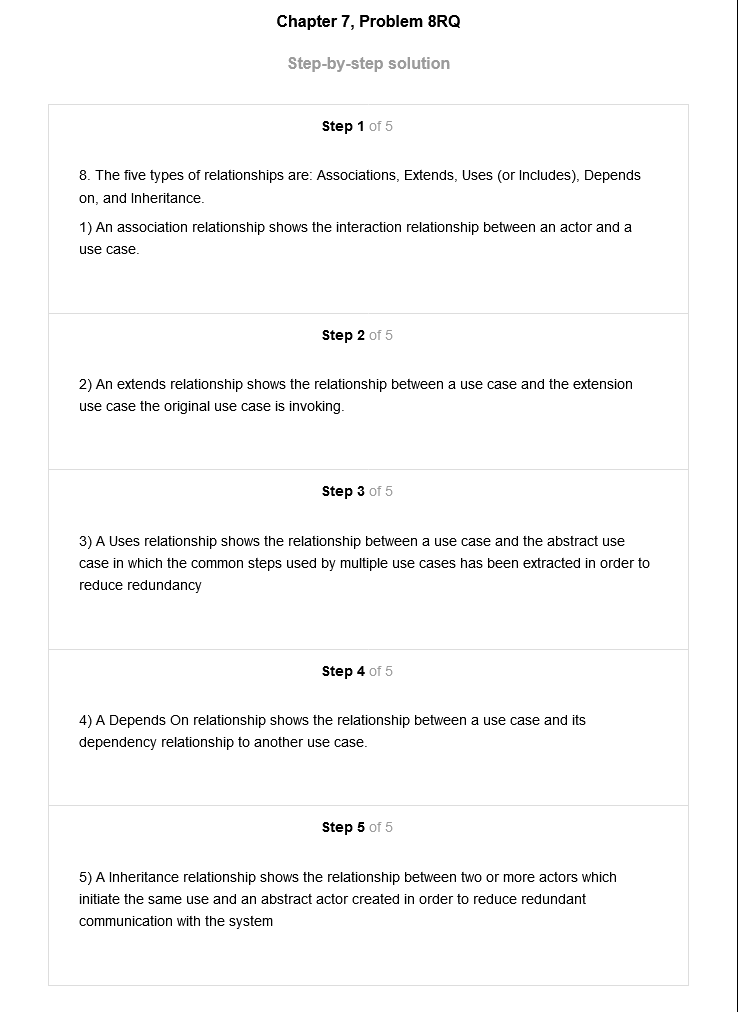 Chapter 7, Problem 8RQ
Step-by-step solution
Step 1 of 5
8. The five types of relationships are: Associations, Extends, Uses (or Includes), Depends
on, and Inheritance.
1) An association relationship shows the interaction relationship between an actor and a
use case.
Step 2 of 5
2) An extends relationship shows the relationship between a use case and the extension
use case the original use case is invoking.
Step 3 of 5
3) A Uses relationship shows the relationship between a use case and the abstract use
case in which the common steps used by multiple use cases has been extracted in order to
reduce redundancy
Step 4 of 5
4) A Depends On relationship shows the relationship between a use case and its
dependency relationship to another use case.
Step 5 of 5
5) A Inheritance relationship shows the relationship between two or more actors which
initiate the same use and an abstract actor created in order to reduce redundant
communication with the system